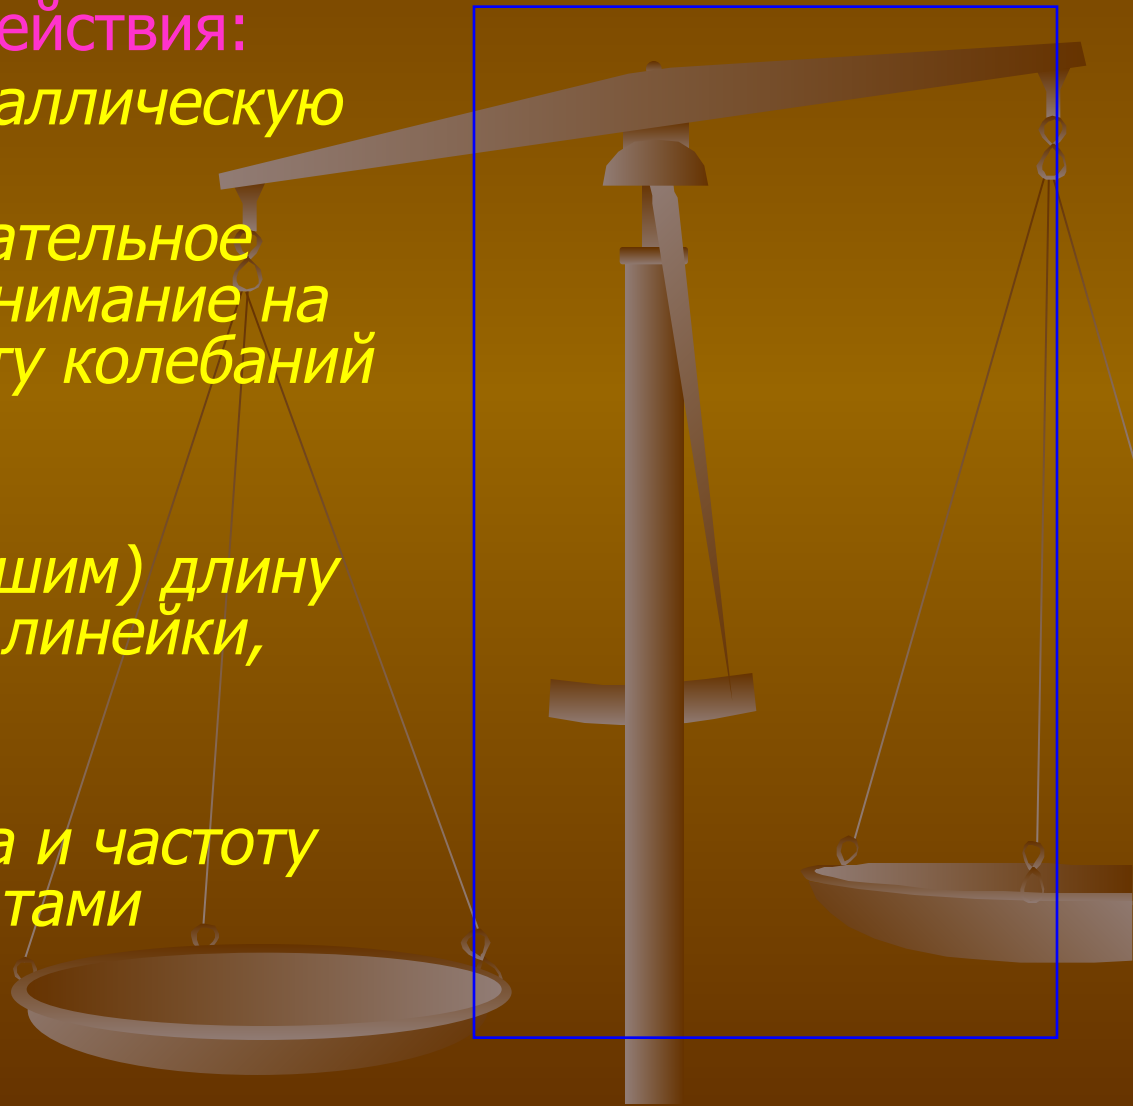 ействия:
аллическую
ательное
нимание на
ту колебаний
шим) длину
линейки,
а и частоту
тами